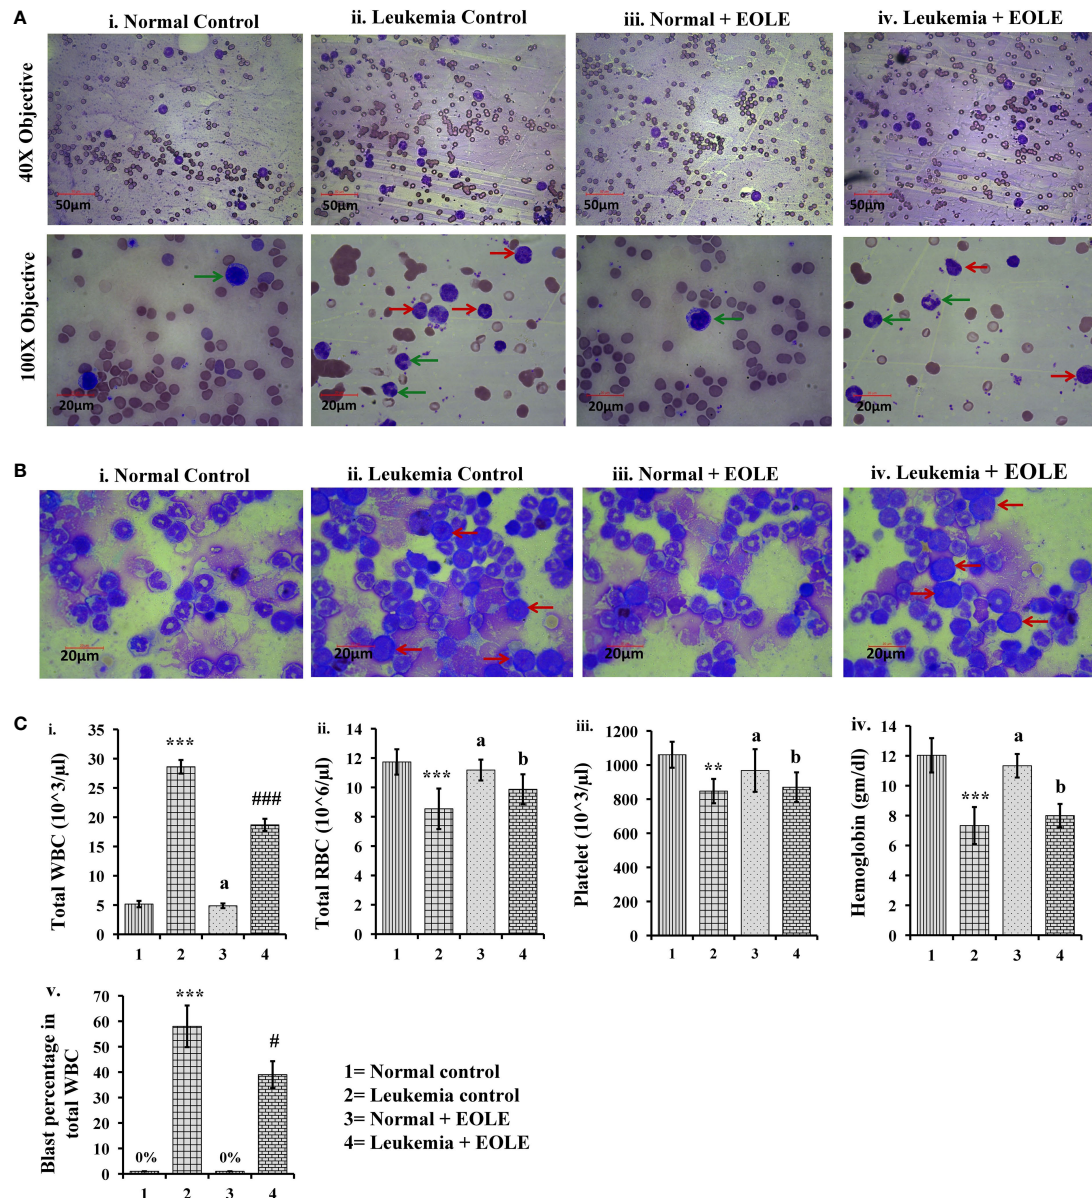 A
i. Normal Control
ii. Leukemia Control
iii. Normal + EOLE
iv. Leukemia + EOLE
40X Objective
50µm
50µm
50µm
50µm
100X Objective
20µm
20µm
20µm
20µm
B
i. Normal Control
ii. Leukemia Control
iii. Normal + EOLE
iv. Leukemia + EOLE
20µm
20µm
20µm
20µm
C
i.
Total WBC (10^3/µl)
35
30
25
20
15
10
5
0
***
a
###
1 2 3 4
ii.
Total RBC (10^6/µl)
14
12
10
8
6
4
2
0
***
a
b
1 2 3 4
iii.
Platelet (10^3/µl)
1200
1000
800
600
400
200
0
**
a
b
1 2 3 4
iv.
Hemoglobin (gm/dl)
14
12
10
8
6
4
2
0
***
a
b
1 2 3 4
v.
Blast percentage in
total WBC
70
60
50
40
30
20
10
0
0%
***
0%
#
1 2 3 4
1= Normal control
2= Leukemia control
3= Normal + EOLE
4= Leukemia + EOLE